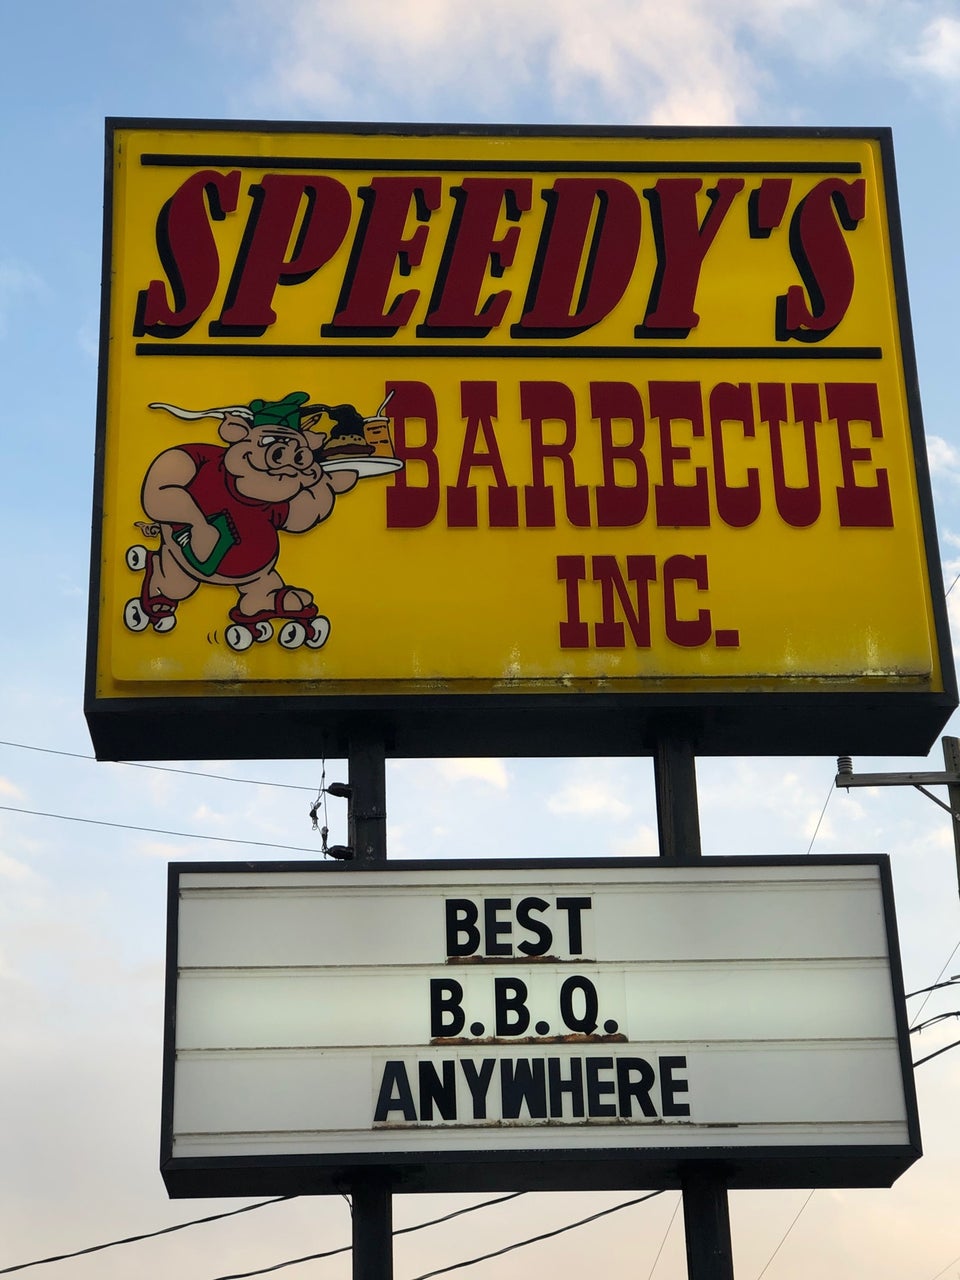 SPEEDY'S
BARBECUE
INC.
BEST
B.B.Q.
ANYWHERE